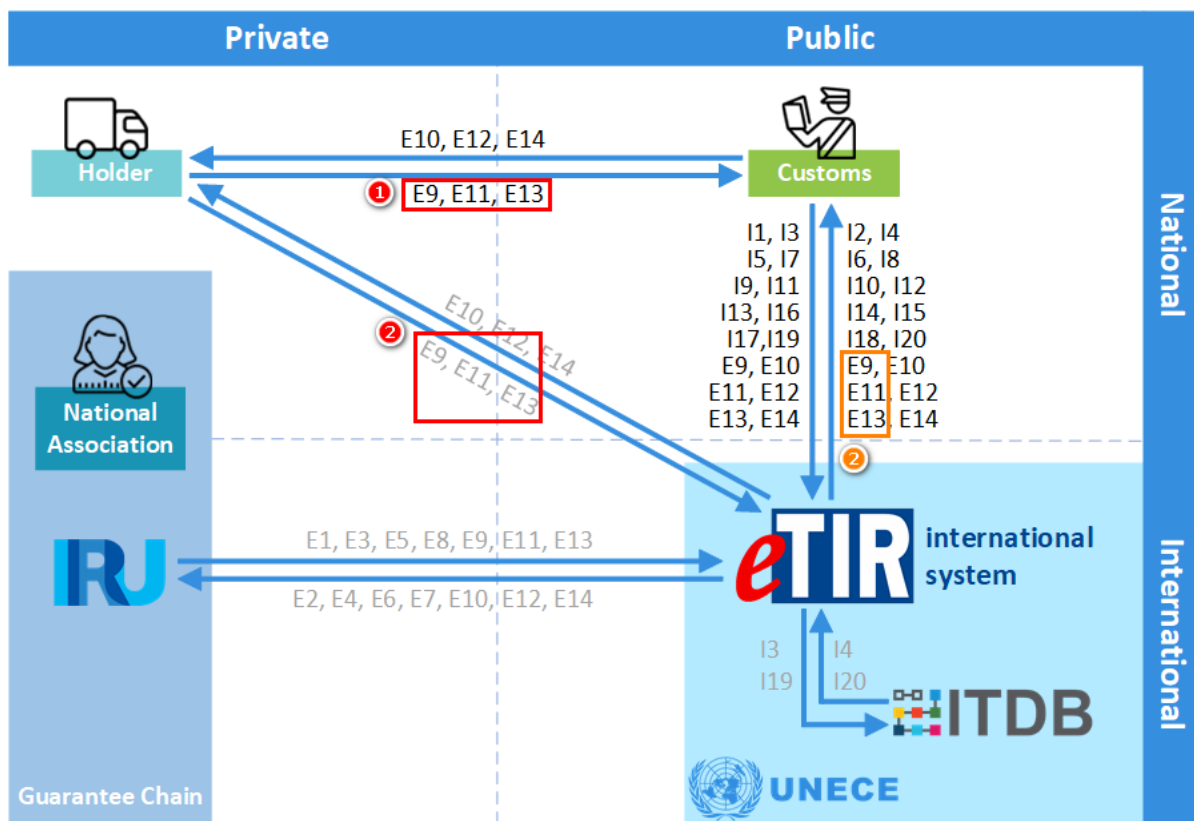 Private
Public
National
International
Holder
E10, E12, E14
1
E9, E11, E13
Customs
I1, I3
I5, I7
I9, I11
I13, I16
I17,I19
E9, E10
E11, E12
E13, E14
I2, I4
I6, I8
I10, I12
I14, I15
I18, I20
E9, E10
E11, E12
E13, E14
2
E10, E12, E14
2
E9, E11, E13
National
Association
IRU
E1, E3, E5, E8, E9, E11, E13
E2, E4, E6, E7, E10, E12, E14
eTIR
international
system
I3
I19
I4
I20
ITDB
UNECE
Guarantee Chain